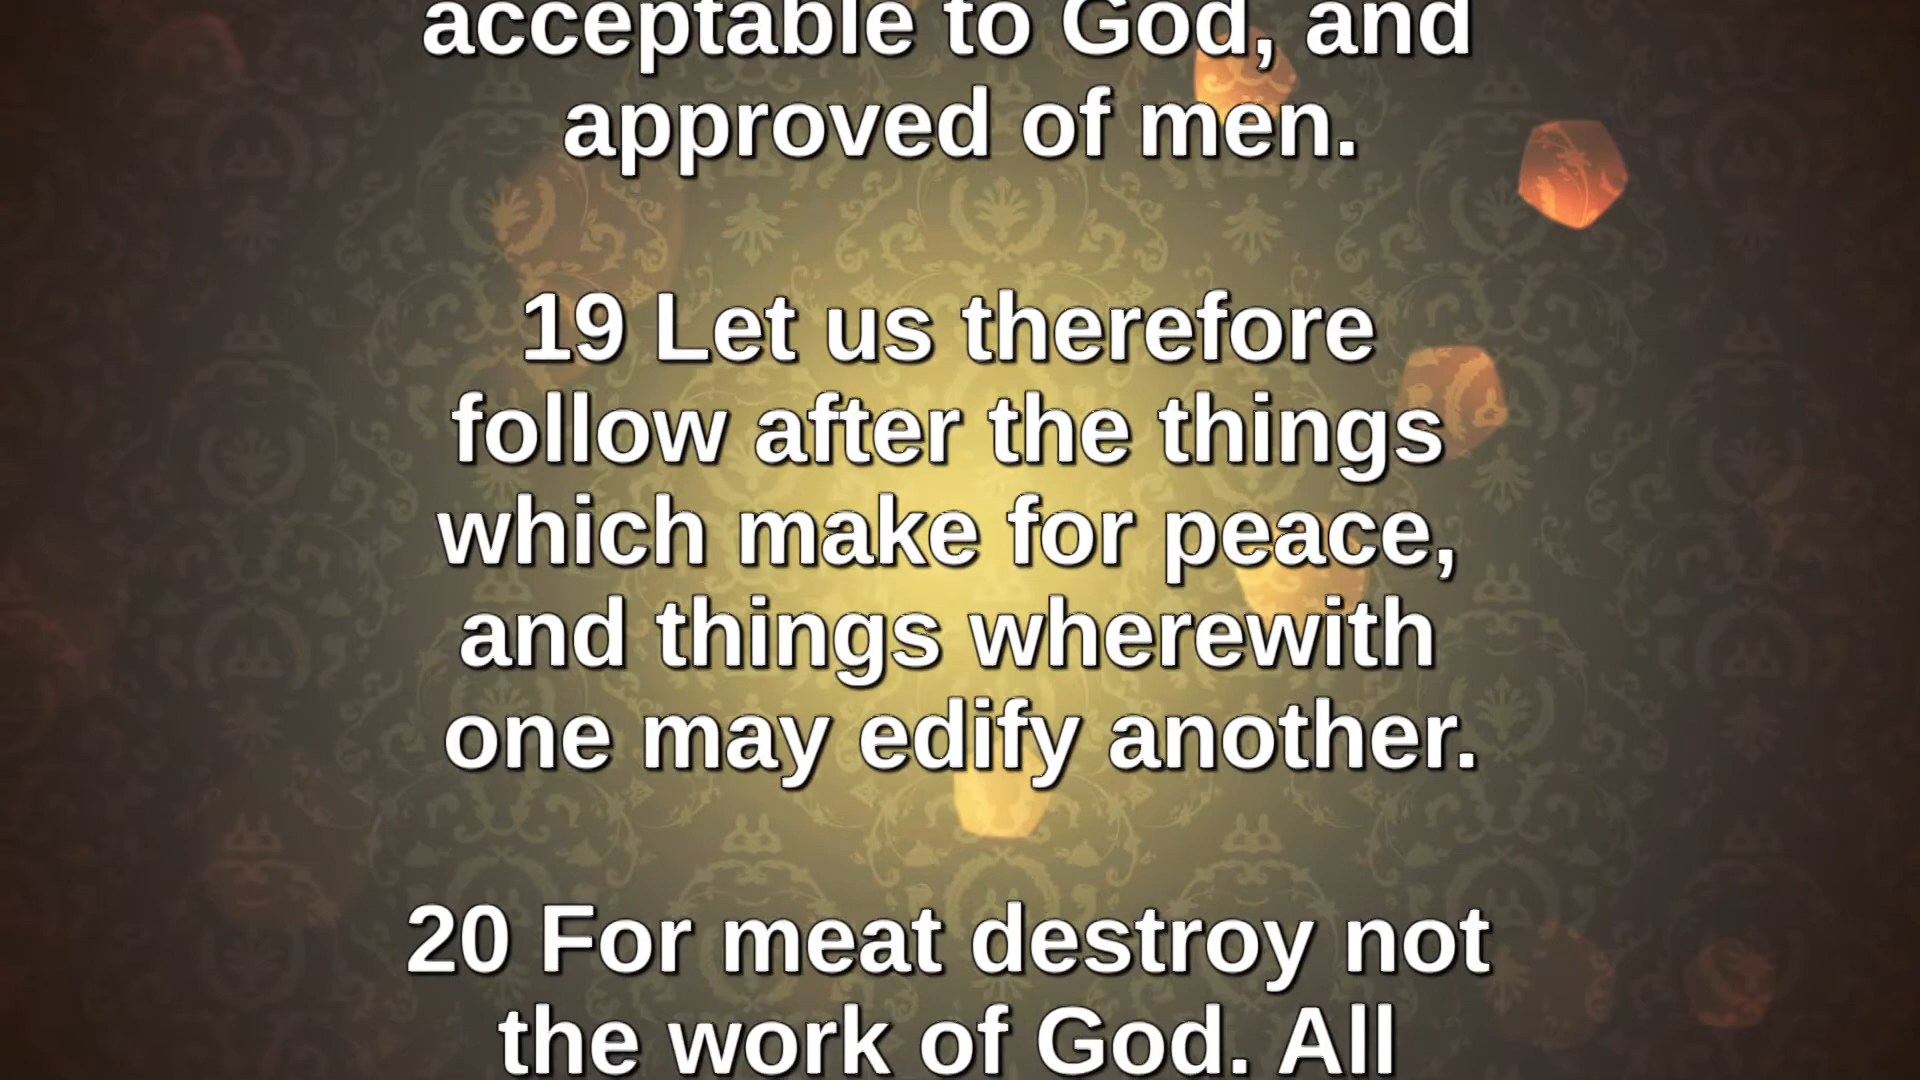 acceptable to God, and
approved of men.
19 Let us therefore
follow after the things
which make for peace,
and things wherewith
one may edify another.
20 For meat destroy not
the work of God. All